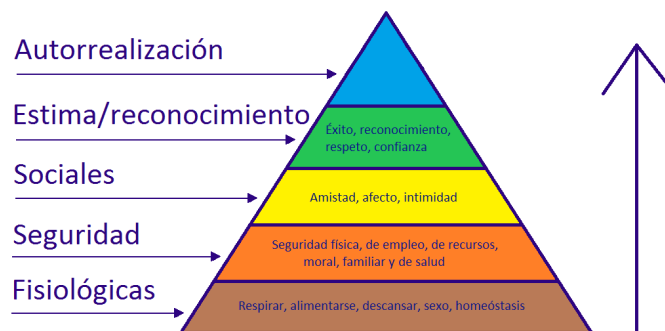 Autorrealización
Estima/reconocimiento
Éxito, reconocimiento,
respeto, confianza
Sociales
Amistad, afecto, intimidad
Seguridad
Seguridad física, de empleo, de recursos,
moral, familiar y de salud
Fisiológicas
Respirar, alimentarse, descansar, sexo, homeóstasis